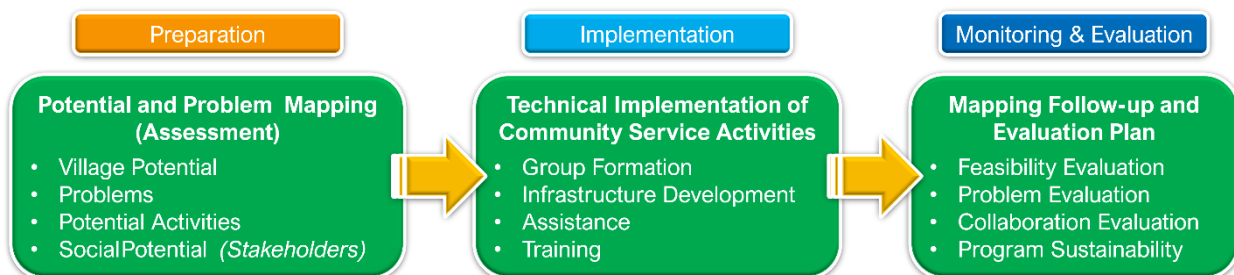 Preparation
Implementation
Monitoring & Evaluation
Potential and Problem Mapping
(Assessment)
• Village Potential
• Problems
• Potential Activities
• SocialPotential (Stakeholders)
Technical Implementation of
Community Service Activities
• Group Formation
• Infrastructure Development
• Assistance
• Training
Mapping Follow-up and
Evaluation Plan
• Feasibility Evaluation
• Problem Evaluation
• Collaboration Evaluation
• Program Sustainability